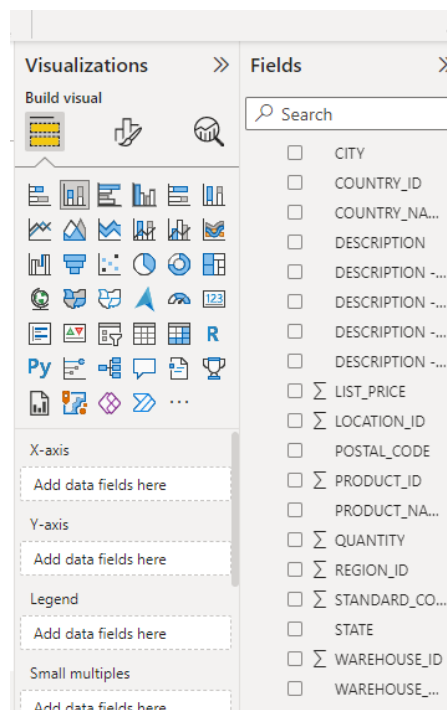 Visualizations
Build visual
123
R
Py
...
X-axis
Add data fields here
Y-axis
Add data fields here
Legend
Add data fields here
Small multiples
Add data fields here
Fields
Search
CITY
COUNTRY_ID
COUNTRY_NA...
DESCRIPTION
DESCRIPTION -...
DESCRIPTION -...
DESCRIPTION -...
DESCRIPTION -...
∑ LIST_PRICE
∑ LOCATION_ID
POSTAL_CODE
∑ PRODUCT_ID
PRODUCT_NA...
∑ QUANTITY
∑ REGION_ID
∑ STANDARD_CO...
STATE
∑ WAREHOUSE_ID
WAREHOUSE_...